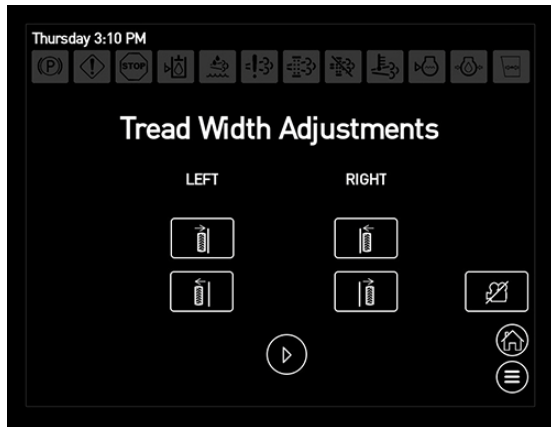 Thursday 3:10 PM
(P) STOP
Tread Width Adjustments
LEFT RIGHT